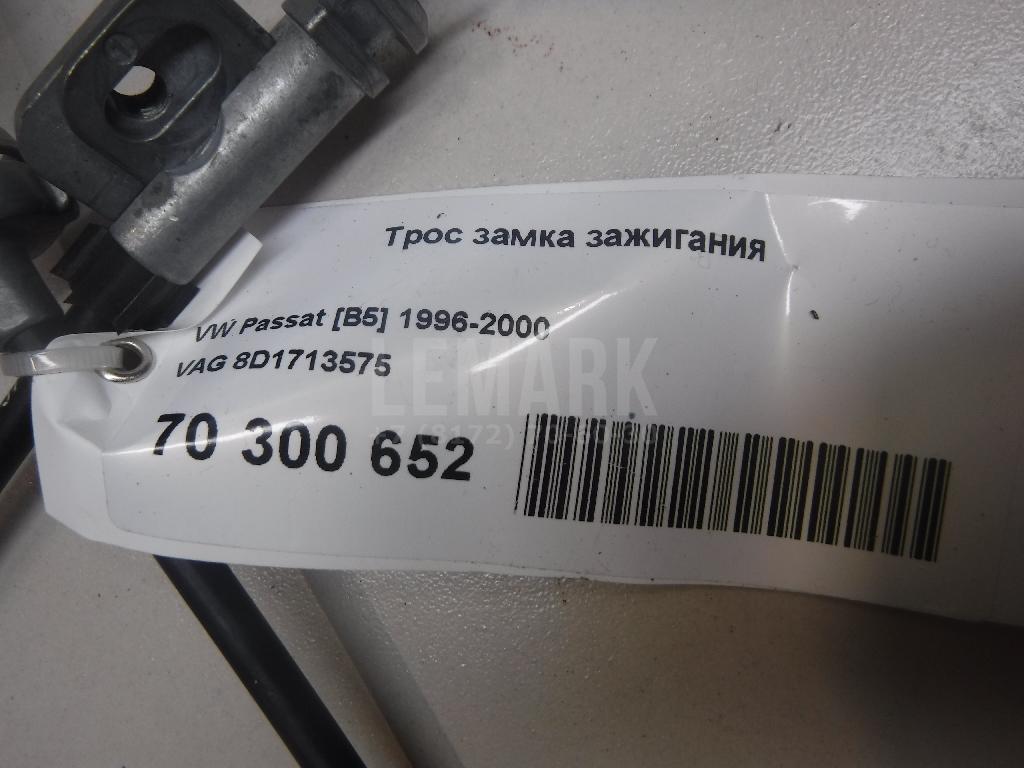 Трос замка зажигания
VW Passat [B5] 1996-2000
VAG 8D1713575
LEMARK
70 300 652